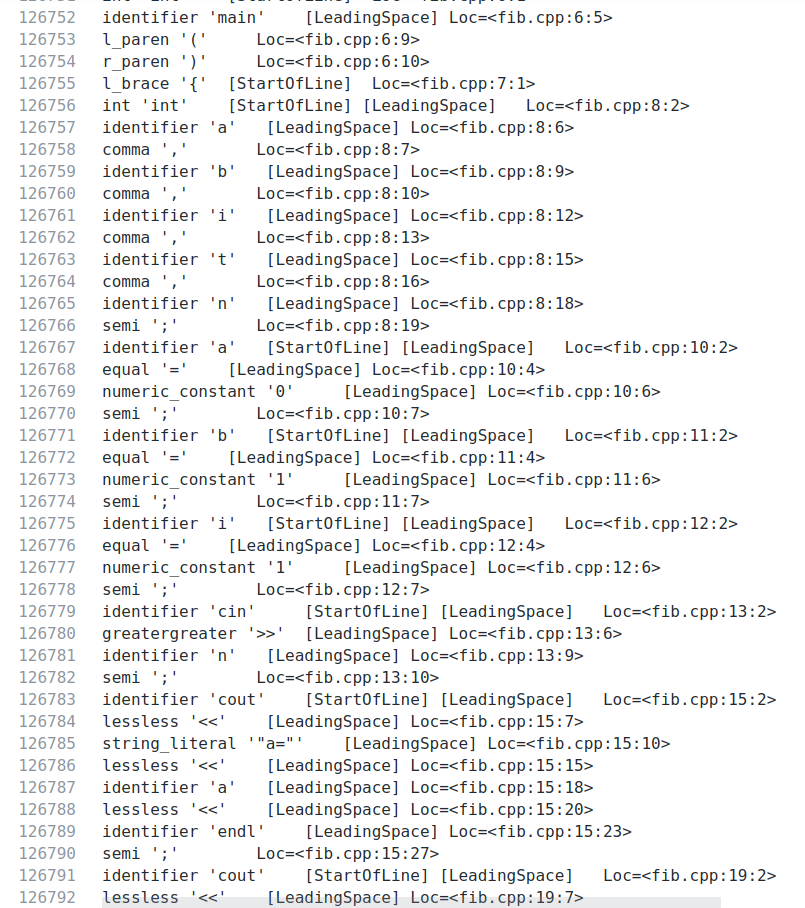 126752 identifier 'main' [LeadingSpace] Loc=<fib.cpp:6:5>
126753 l_paren '(' Loc=<fib.cpp:6:9>
126754 r_paren ')' Loc=<fib.cpp:6:10>
126755 l_brace '{' [StartOfLine] Loc=<fib.cpp:7:1>
126756 int 'int' [StartOfLine] [LeadingSpace] Loc=<fib.cpp:8:2>
126757 identifier 'a' [LeadingSpace] Loc=<fib.cpp:8:6>
126758 comma ',' Loc=<fib.cpp:8:7>
126759 identifier 'b' [LeadingSpace] Loc=<fib.cpp:8:9>
126760 comma ',' Loc=<fib.cpp:8:10>
126761 identifier 'i' [LeadingSpace] Loc=<fib.cpp:8:12>
126762 comma ',' Loc=<fib.cpp:8:13>
126763 identifier 't' [LeadingSpace] Loc=<fib.cpp:8:15>
126764 comma ',' Loc=<fib.cpp:8:16>
126765 identifier 'n' [LeadingSpace] Loc=<fib.cpp:8:18>
126766 semi ';' Loc=<fib.cpp:8:19>
126767 identifier 'a' [StartOfLine] [LeadingSpace] Loc=<fib.cpp:10:2>
126768 equal '=' [LeadingSpace] Loc=<fib.cpp:10:4>
126769 numeric_constant '0' [LeadingSpace] Loc=<fib.cpp:10:6>
126770 semi ';' Loc=<fib.cpp:10:7>
126771 identifier 'b' [StartOfLine] [LeadingSpace] Loc=<fib.cpp:11:2>
126772 equal '=' [LeadingSpace] Loc=<fib.cpp:11:4>
126773 numeric_constant '1' [LeadingSpace] Loc=<fib.cpp:11:6>
126774 semi ';' Loc=<fib.cpp:11:7>
126775 identifier 'i' [StartOfLine] [LeadingSpace] Loc=<fib.cpp:12:2>
126776 equal '=' [LeadingSpace] Loc=<fib.cpp:12:4>
126777 numeric_constant '1' [LeadingSpace] Loc=<fib.cpp:12:6>
126778 semi ';' Loc=<fib.cpp:12:7>
126779 identifier 'cin' [StartOfLine] [LeadingSpace] Loc=<fib.cpp:13:2>
126780 greatergreater '>>' [LeadingSpace] Loc=<fib.cpp:13:6>
126781 identifier 'n' [LeadingSpace] Loc=<fib.cpp:13:9>
126782 semi ';' Loc=<fib.cpp:13:10>
126783 identifier 'cout' [StartOfLine] [LeadingSpace] Loc=<fib.cpp:15:2>
126784 lessless '<<' [LeadingSpace] Loc=<fib.cpp:15:7>
126785 string_literal '"a="' [LeadingSpace] Loc=<fib.cpp:15:10>
126786 lessless '<<' [LeadingSpace] Loc=<fib.cpp:15:15>
126787 identifier 'a' [LeadingSpace] Loc=<fib.cpp:15:18>
126788 lessless '<<' [LeadingSpace] Loc=<fib.cpp:15:20>
126789 identifier 'endl' [LeadingSpace] Loc=<fib.cpp:15:23>
126790 semi ';' Loc=<fib.cpp:15:27>
126791 identifier 'cout' [StartOfLine] [LeadingSpace] Loc=<fib.cpp:19:2>
126792 lessless '<<' [LeadingSpace] Loc=<fib.cpp:19:7>